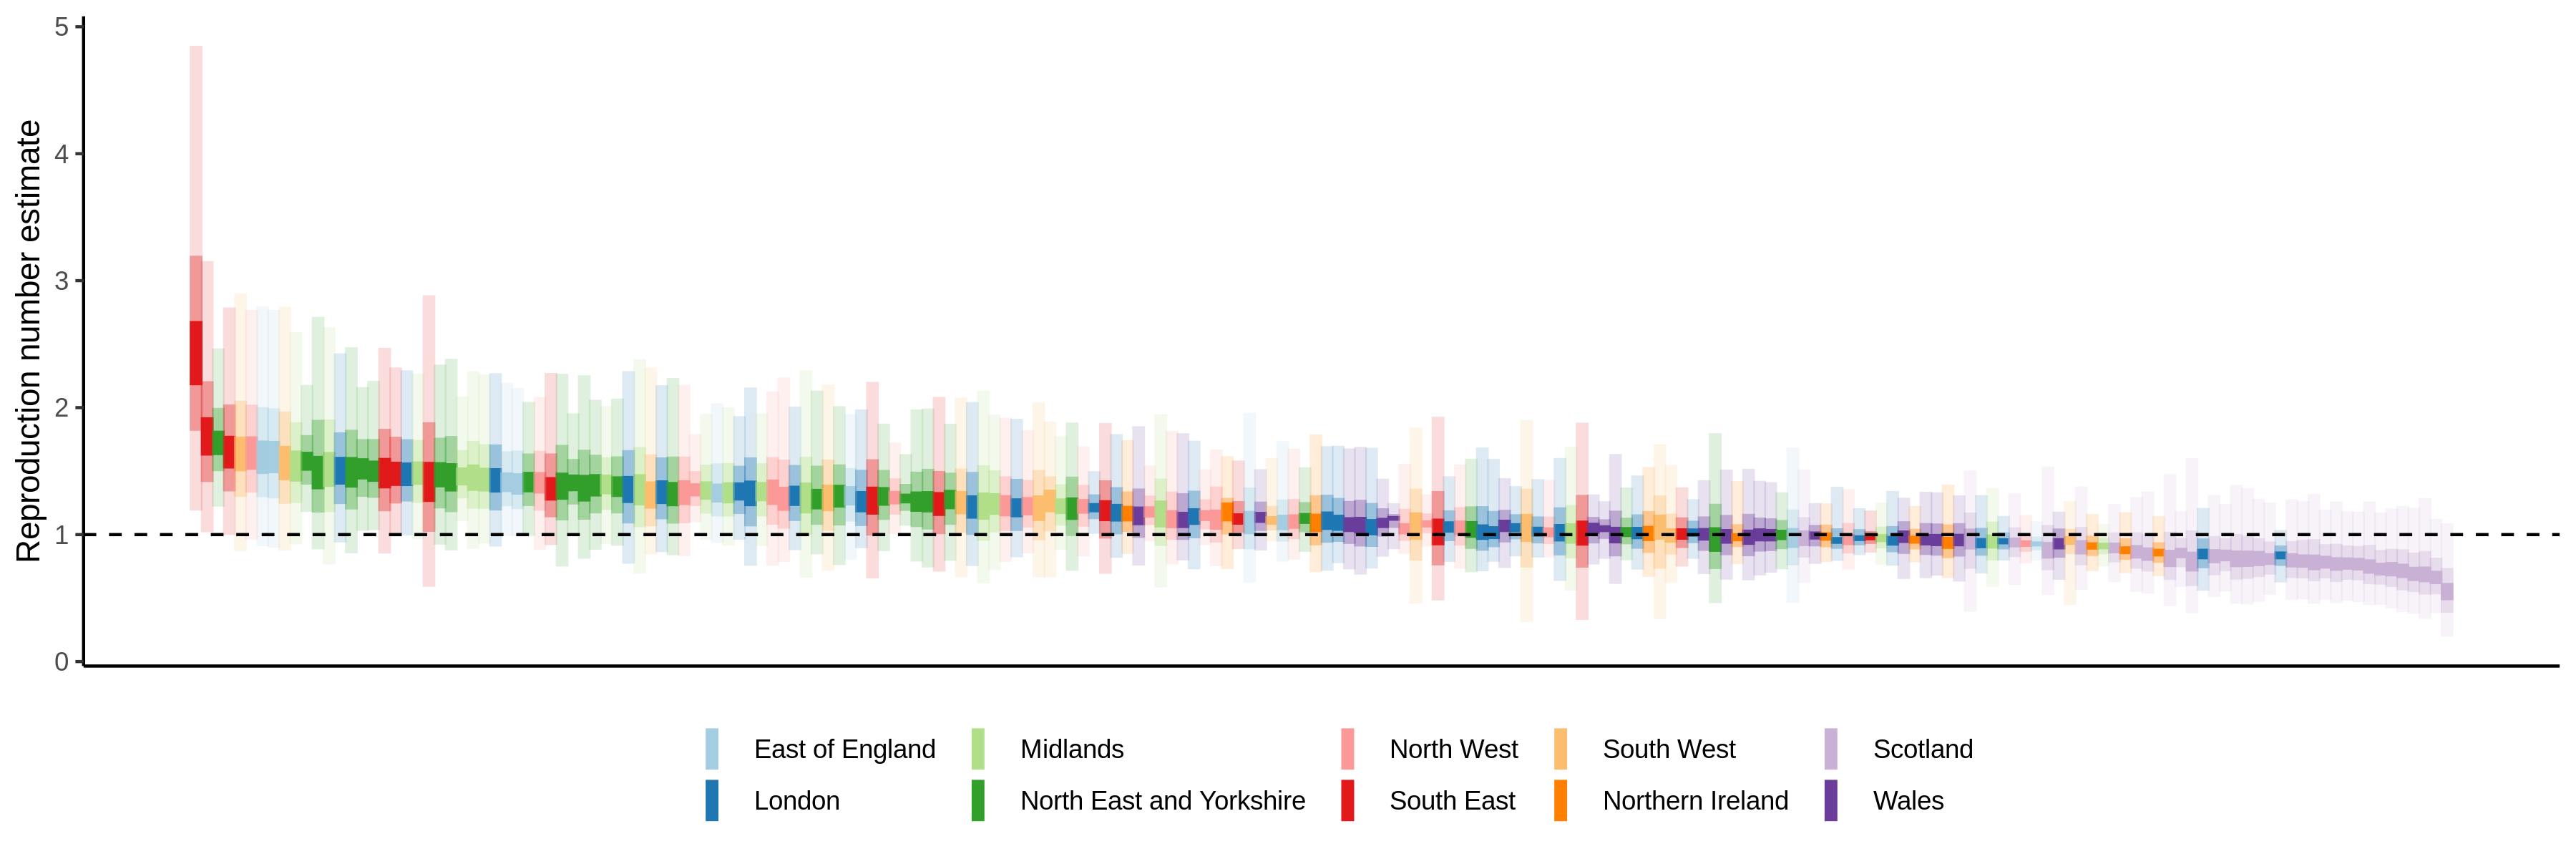 Reproduction number estimate
5
4
3
2
1
0
East of England Midlands North West South West Scotland
London North East and Yorkshire South East Northern Ireland Wales